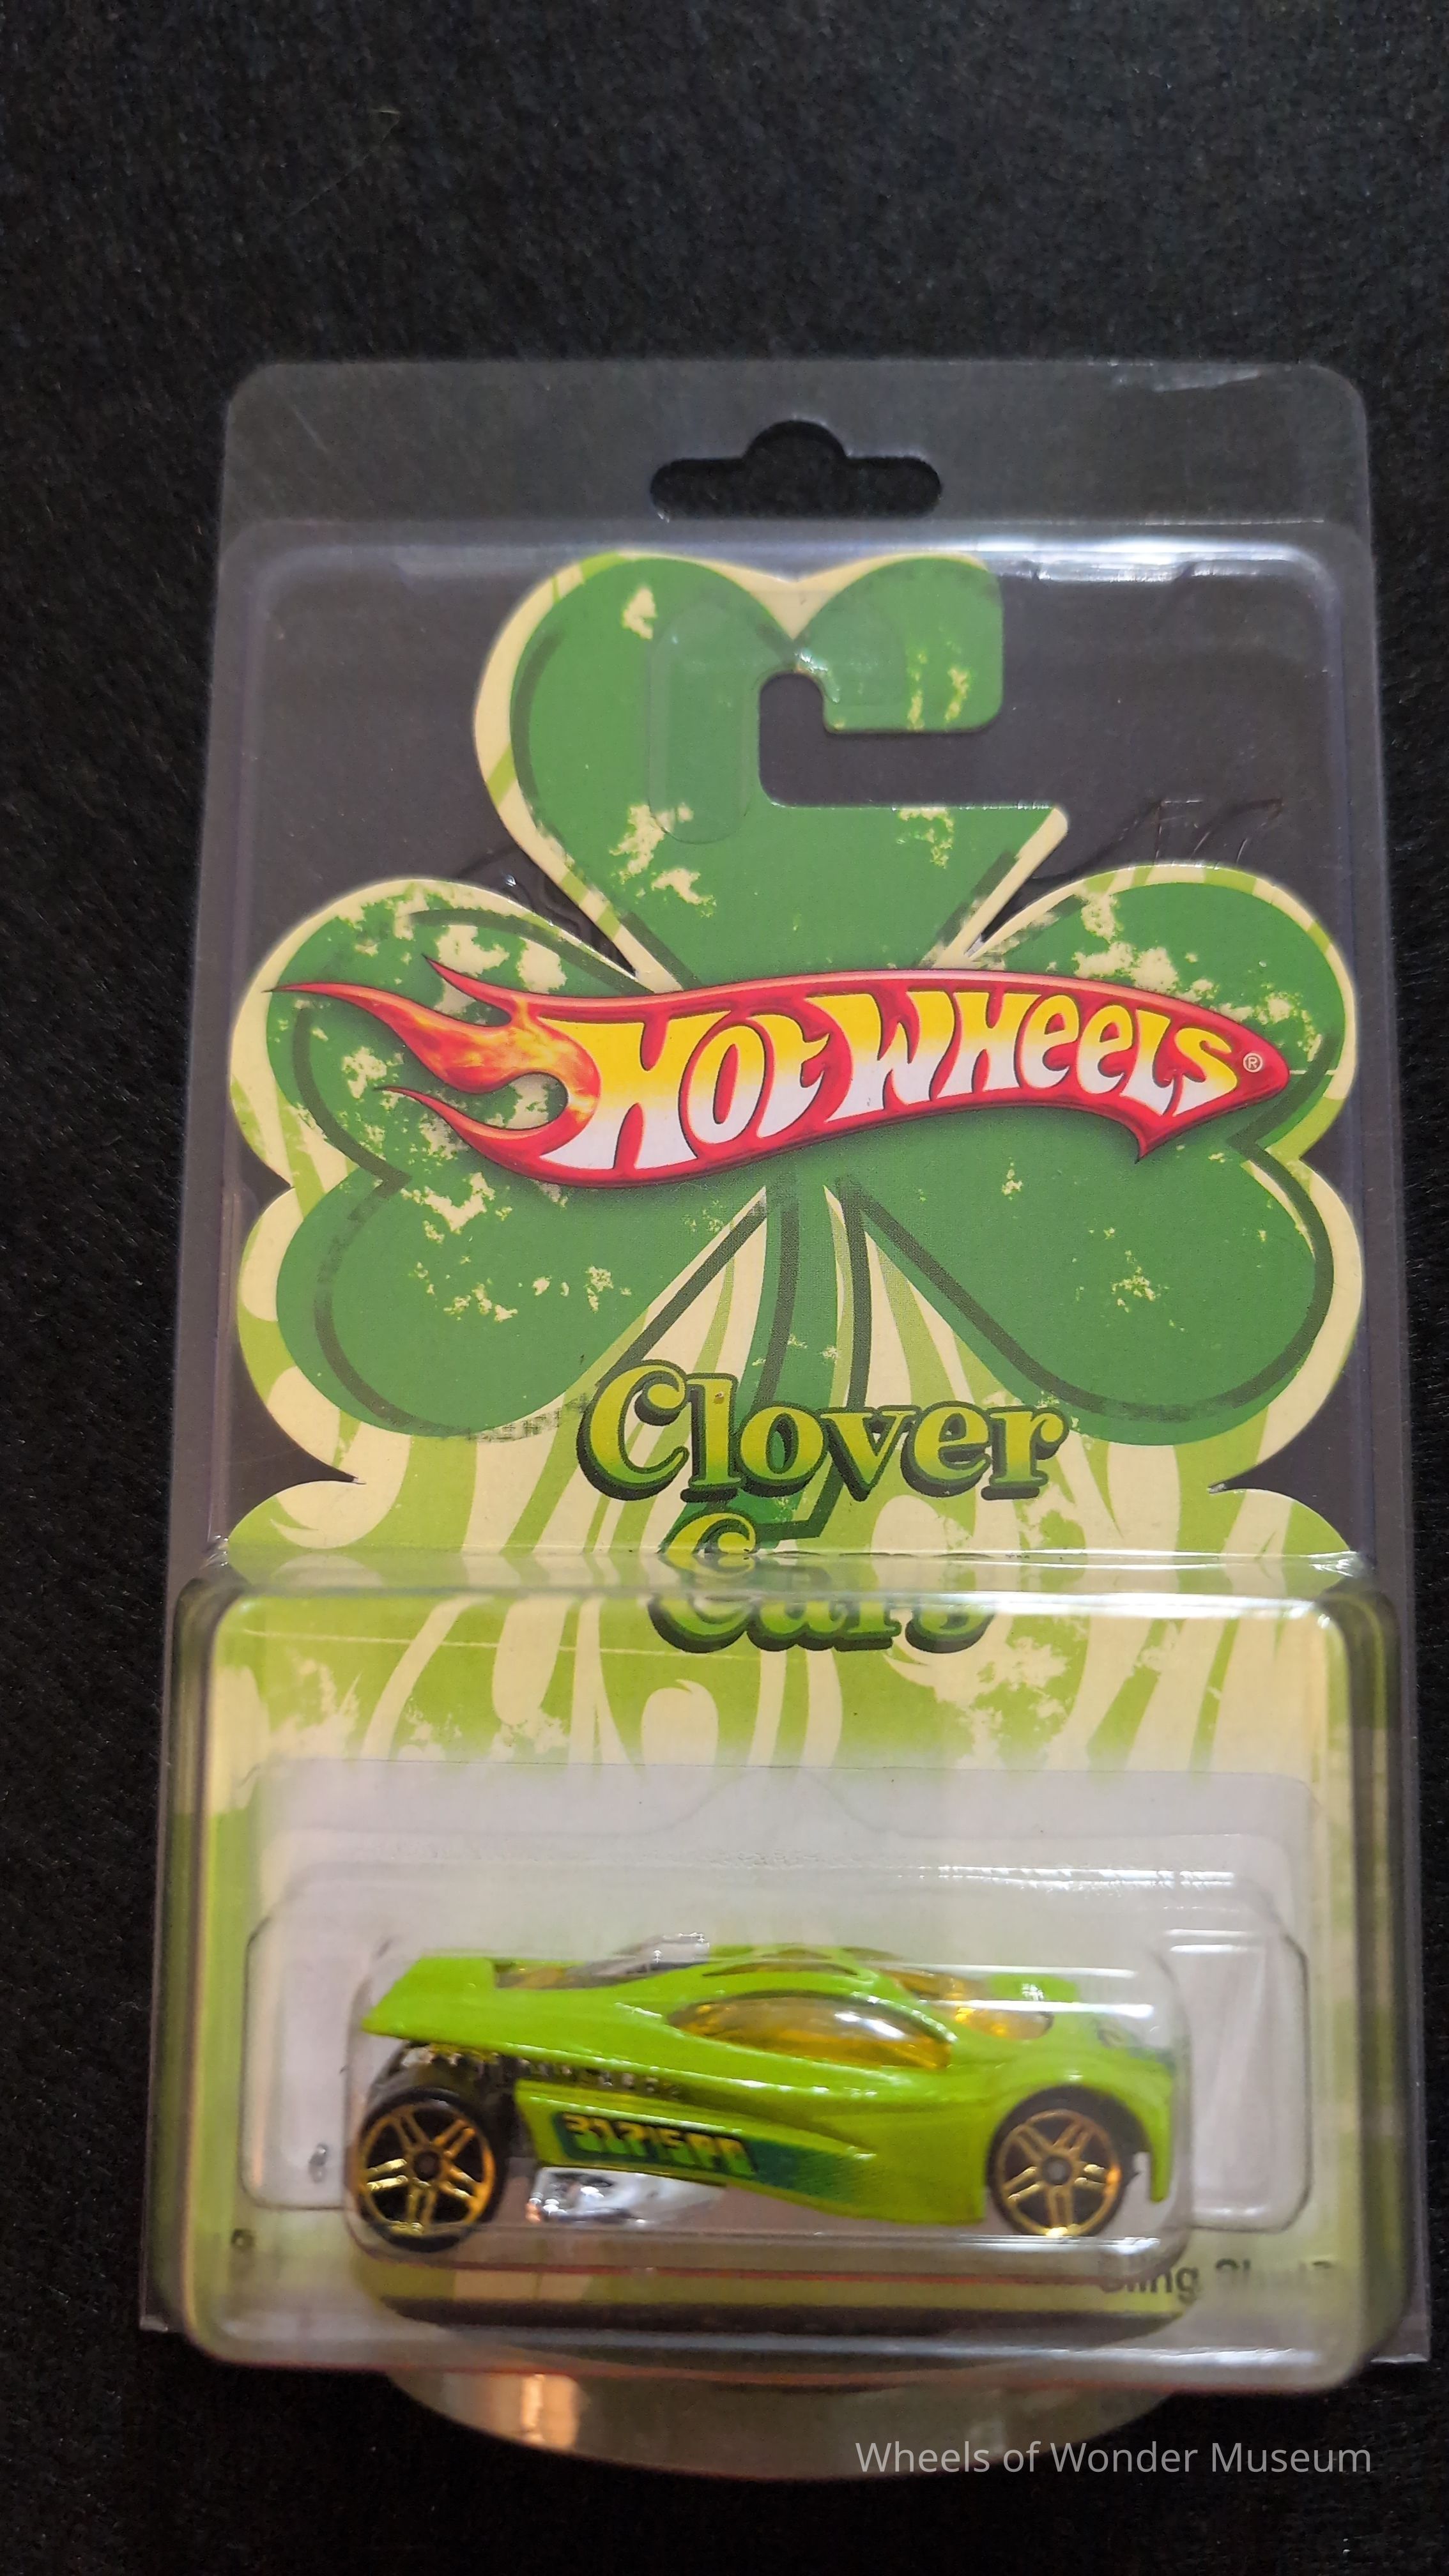 HOT WHEELS®
Clover
Cars
Wheels of Wonder Museum